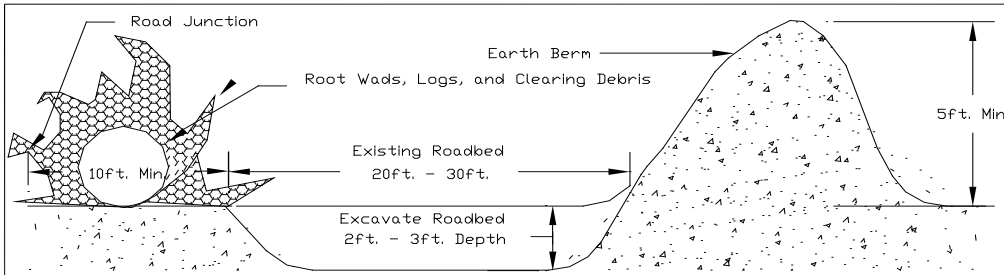 Road Junction
Earth Berm
Root Wads, Logs, and Clearing Debris
5ft. Min
Existing Roadbed
20ft. - 30ft.
10ft. Min.
Excavate Roadbed
2ft. - 3ft. Depth